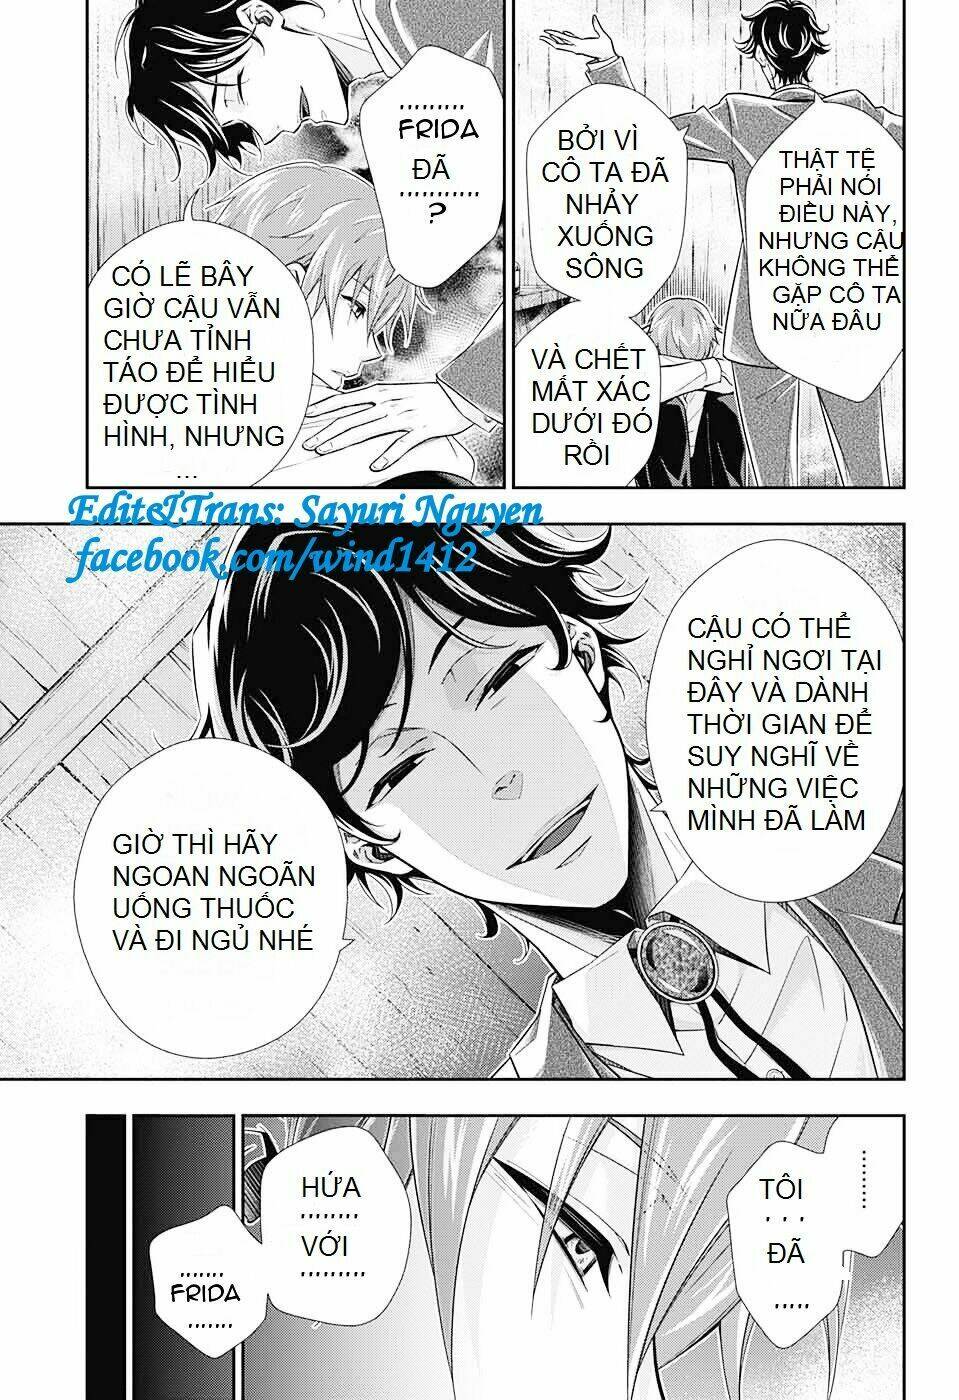 THẬT TỆ
PHẢI NÓI
ĐIỀU NÀY,
NHƯNG CẬU
KHÔNG THỂ
GẶP CÔ TA
NỮA ĐÂU
BỞI VÌ
CÔ TA ĐÃ
NHẢY
XUỐNG
SÔNG
VÀ CHẾT
MẤT XÁC
DƯỚI ĐÓ
RỒI
.........
FRIDA
ĐÃ
...........
?
CÓ LẼ BÂY
GIỜ CẬU VẪN
CHƯA TỈNH
TÁO ĐỂ HIỂU
ĐƯỢC TÌNH
HÌNH, NHƯNG
...
Edit&Trans: Sayuri Nguyen
facebook.com/wind1412
CẬU CÓ THỂ
NGHỈ NGƠI TẠI
ĐÂY VÀ DÀNH
THỜI GIAN ĐỂ
SUY NGHĨ VỀ
NHỮNG VIỆC
MÌNH ĐÃ LÀM
GIỜ THÌ HÃY
NGOAN NGOÃN
UỐNG THUỐC
VÀ ĐI NGỦ NHÉ
.........
TÔI
...
ĐÃ
.....
HỨA
........
VỚI
.........
.......
FRIDA
.......